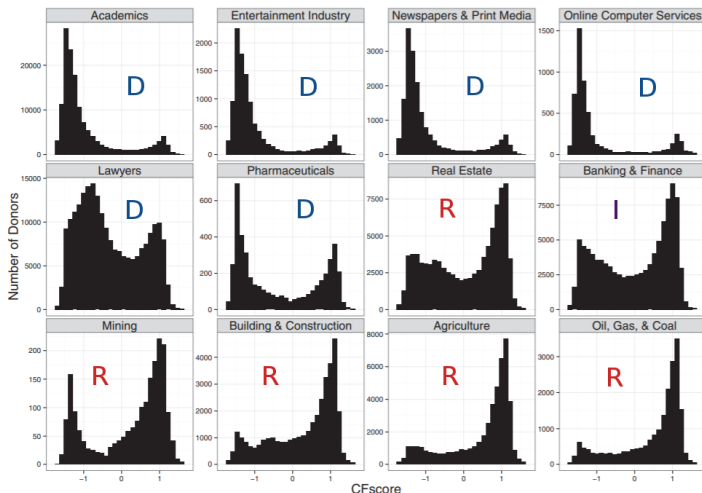 Academics
Entertainment Industry
Newspapers & Print Media
Online Computer Services
20000
10000
0
D
2000
1500
1000
500
0
D
3000
2000
1000
0
D
1500
1000
500
0
D
Lawyers
Pharmaceuticals
Real Estate
Banking & Finance
15000
10000
5000
0
D
600
400
200
0
D
7500
5000
2500
0
R
7500
5000
2500
0
I
Mining
Building & Construction
Agriculture
Oil, Gas, & Coal
200
150
100
50
0
R
4000
3000
2000
1000
0
R
8000
6000
4000
2000
0
R
3000
2000
1000
0
R
-1 0 1
-1 0 1
-1 0 1
-1 0 1
Number of Donors
CFscore